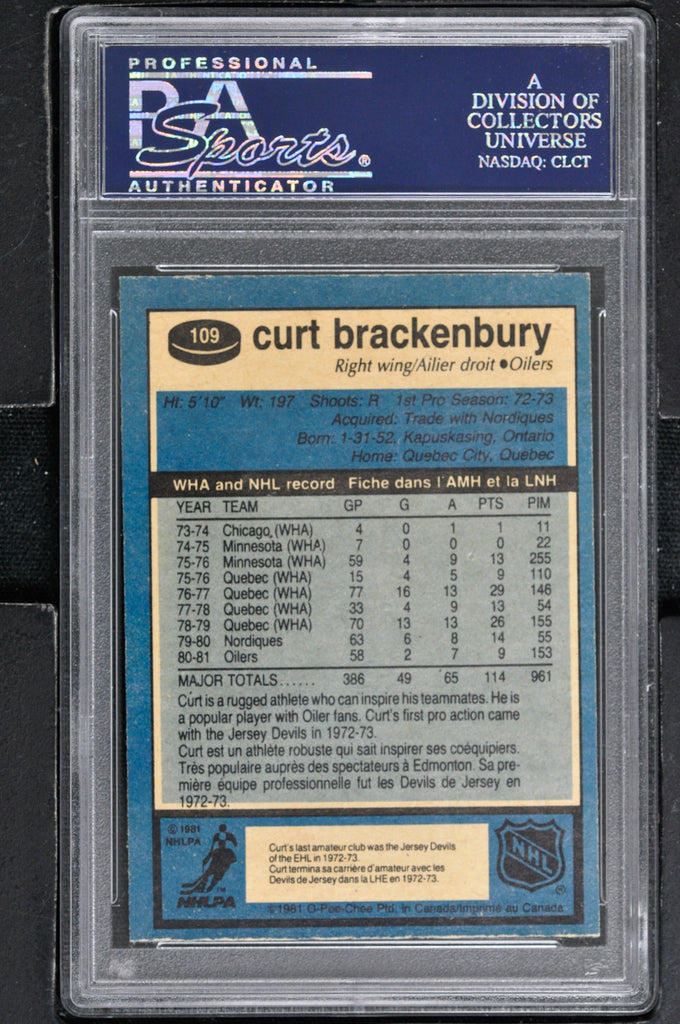 PROFESSIONAL
PSA
Sports®
AUTHENTICATOR
A
DIVISION OF
COLLECTORS
UNIVERSE
NASDAQ: CLCT
109 curt brackenbury
Right wing/Ailier droit ● Oilers
Ht: 5'10" Wt: 197 Shoots: R 1st Pro Season: 72-73
Acquired: Trade with Nordiques
Born: 1-31-52, Kapuskasing, Ontario
Home: Quebec City, Quebec
WHA and NHL record Fiche dans l'AMH et la LNH
YEAR TEAM GP G A PTS PIM
73-74 Chicago, (WHA) 4 0 1 1 11
74-75 Minnesota (WHA) 7 0 0 0 22
75-76 Minnesota (WHA) 59 4 9 13 255
75-76 Quebec (WHA) 15 4 5 9 110
76-77 Quebec (WHA) 77 16 13 29 146
77-78 Quebec (WHA) 33 4 9 13 54
78-79 Quebec (WHA) 70 13 13 26 155
79-80 Nordiques 63 6 8 14 55
80-81 Oilers 58 2 7 9 153
MAJOR TOTALS...... 386 49 65 114 961
Curt is a rugged athlete who can inspire his teammates. He is
a popular player with Oiler fans. Curt's first pro action came
with the Jersey Devils in 1972-73.
Curt est un athlète robuste qui sait inspirer ses coéquipiers.
Très populaire auprès des spectateurs à Edmonton. Sa pre-
mière équipe professionnelle fut les Devils de Jersey en
1972-73.
© 1981
NHLPA
Curt's last amateur club was the Jersey Devils
of the EHL in 1972-73.
Curt termina sa carrière d'amateur avec les
Devils de Jersey dans la LHE en 1972-73.
NHL
®
TM
NHLPA
©1981 O-Pee-Chee Ptd. in Canada/Imprimé au Canada